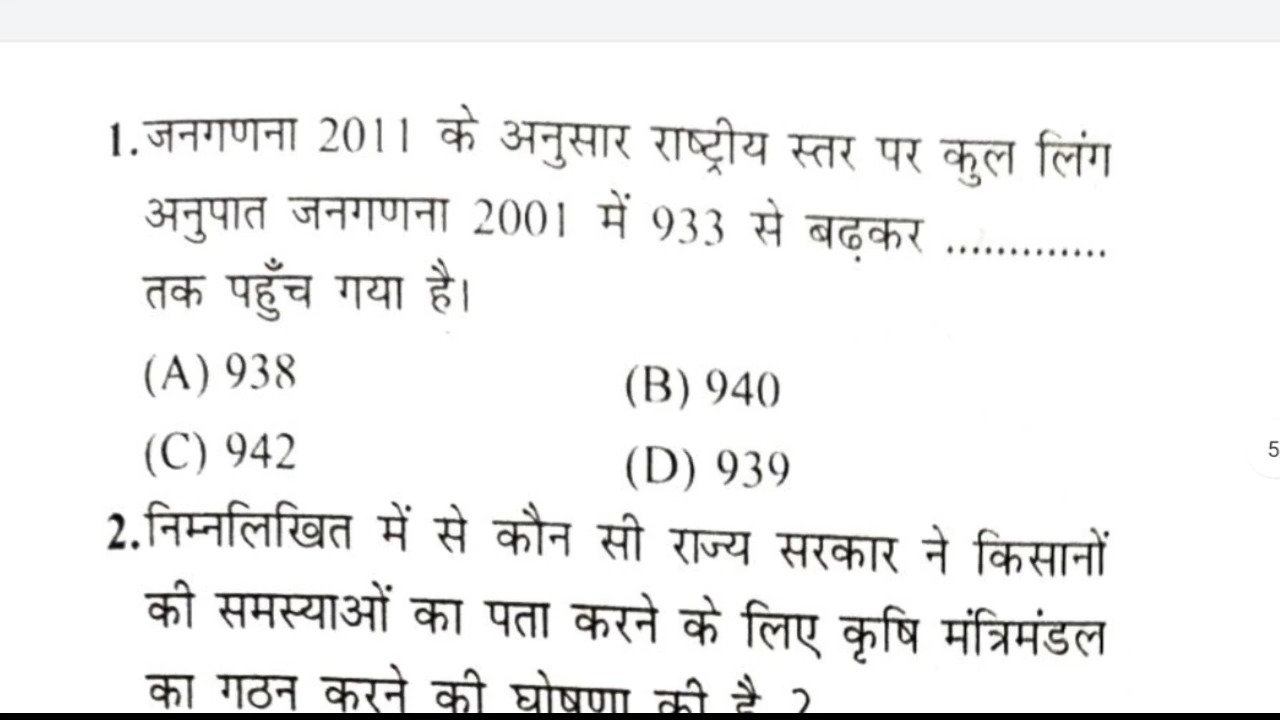 1. जनगणना 2011 के अनुसार राष्ट्रीय स्तर पर कुल लिंग
अनुपात जनगणना 2001 में 933 से बढ़कर .............
तक पहुँच गया है।
(A) 938 (B) 940
(C) 942 (D) 939
5
2. निम्नलिखित में से कौन सी राज्य सरकार ने किसानों
की समस्याओं का पता करने के लिए कृषि मंत्रिमंडल
का गठन करने की घोषणा की है ?